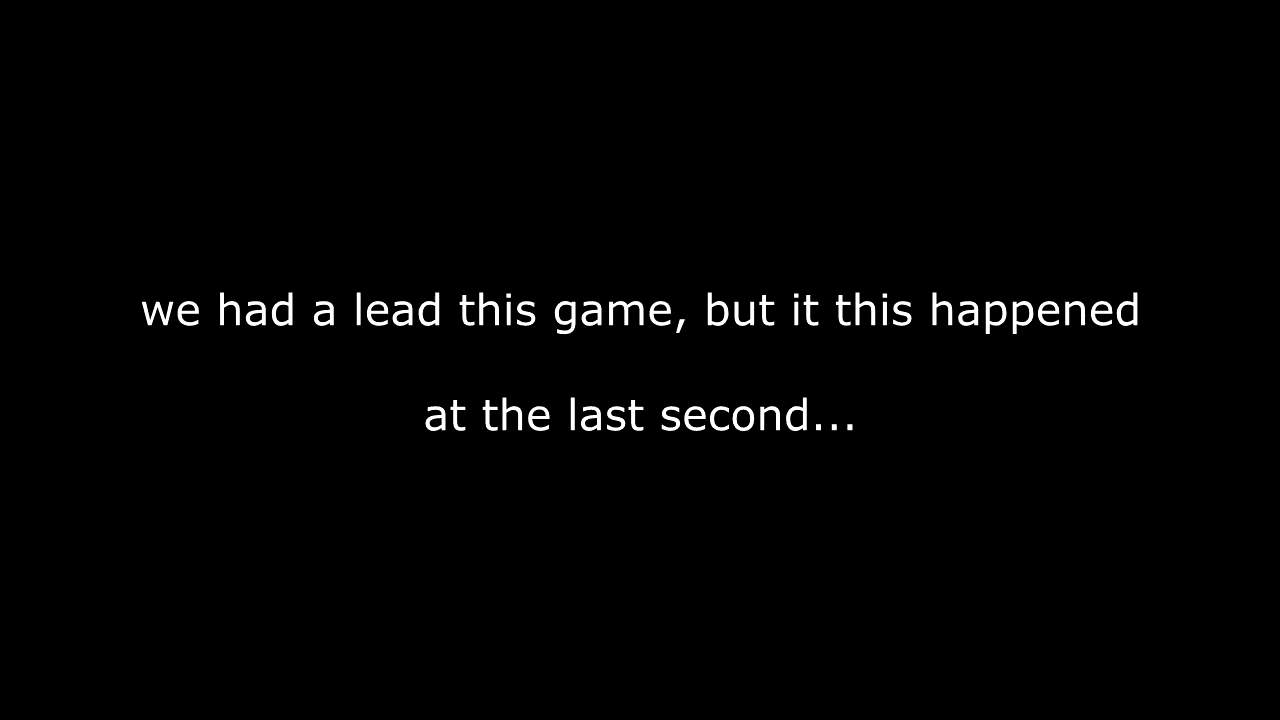 we had a lead this game, but it this happened
at the last second...